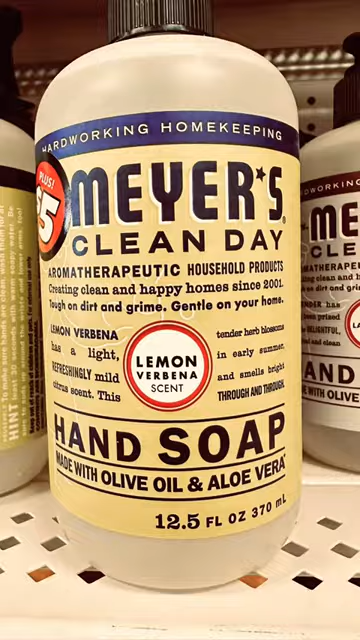 HARDWORKING HOMEKEEPING
PLUS!
$5
MEYER'S
CLEAN DAY
AROMATHERAPEUTIC HOUSEHOLD PRODUCTS
Creating clean and happy homes since 2001.
Tough on dirt and grime. Gentle on your home.
LEMON VERBENA
has a light,
REFRESHINGLY mild
citrus scent. This
LEMON
VERBENA
SCENT
tender herb blossoms
in early summer,
and smells bright
THROUGH AND THROUGH.
HAND SOAP
MADE WITH OLIVE OIL & ALOE VERA*
12.5 FL OZ 370 mL
HINT